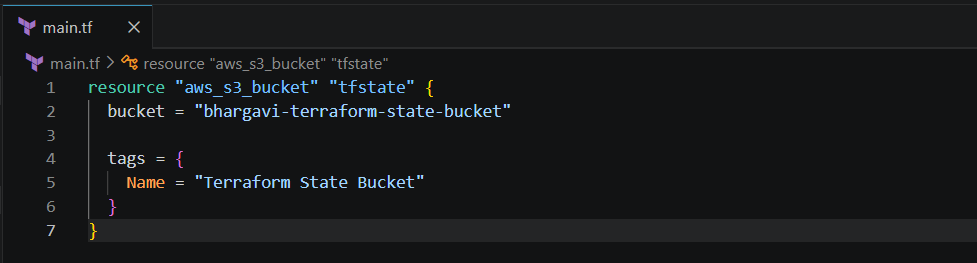 main.tf
main.tf > resource "aws_s3_bucket" "tfstate"
1 resource "aws_s3_bucket" "tfstate" {
2 bucket = "bhargavi-terraform-state-bucket"
3
4 tags = {
5 Name = "Terraform State Bucket"
6 }
7 }